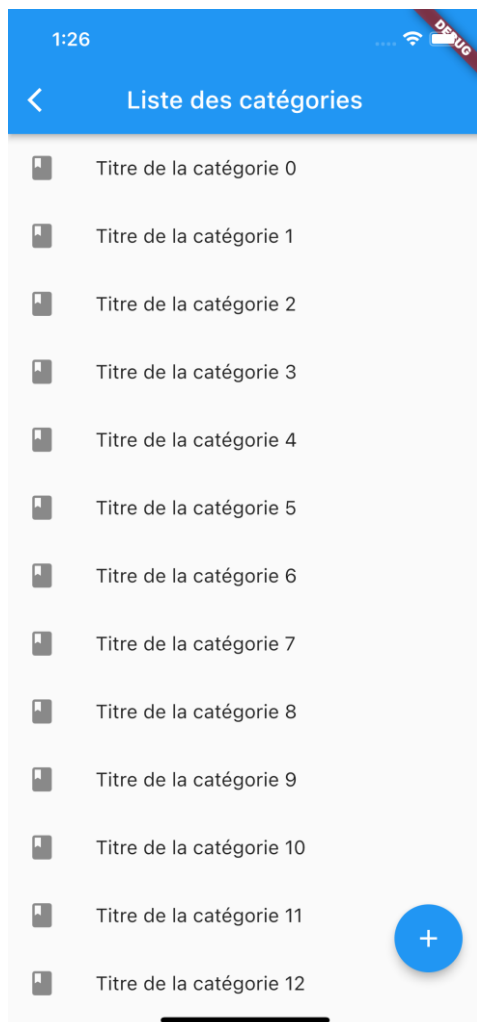 1:26
DEBUG
Liste des catégories
Titre de la catégorie 0
Titre de la catégorie 1
Titre de la catégorie 2
Titre de la catégorie 3
Titre de la catégorie 4
Titre de la catégorie 5
Titre de la catégorie 6
Titre de la catégorie 7
Titre de la catégorie 8
Titre de la catégorie 9
Titre de la catégorie 10
Titre de la catégorie 11
Titre de la catégorie 12